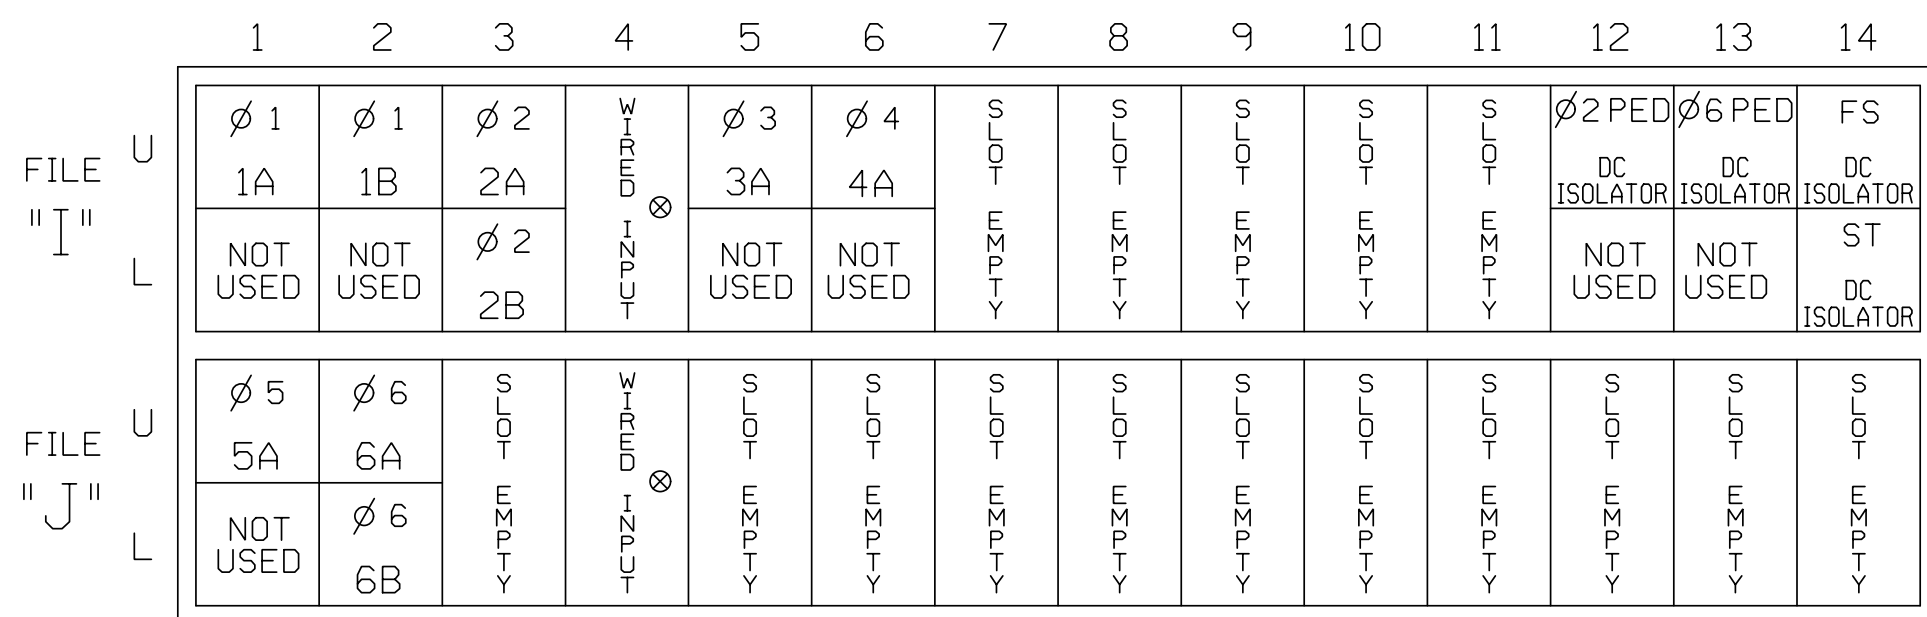 1 2 3 4 5 6 7 8 9 10 11 12 13 14
FILE "I"
U
Ø 1 1A
Ø 1 1B
Ø 2 2A
WIRED INPUT
Ø 3 3A
Ø 4 4A
SLOT EMPTY
SLOT EMPTY
SLOT EMPTY
SLOT EMPTY
SLOT EMPTY
Ø2 PED DC ISOLATOR
Ø6 PED DC ISOLATOR
FS DC ISOLATOR
L
NOT USED
NOT USED
Ø 2 2B
NOT USED
NOT USED
NOT USED
NOT USED
ST DC ISOLATOR
FILE "J"
U
Ø 5 5A
Ø 6 6A
SLOT EMPTY
WIRED INPUT
SLOT EMPTY
SLOT EMPTY
SLOT EMPTY
SLOT EMPTY
SLOT EMPTY
SLOT EMPTY
SLOT EMPTY
SLOT EMPTY
SLOT EMPTY
SLOT EMPTY
L
NOT USED
Ø 6 6B